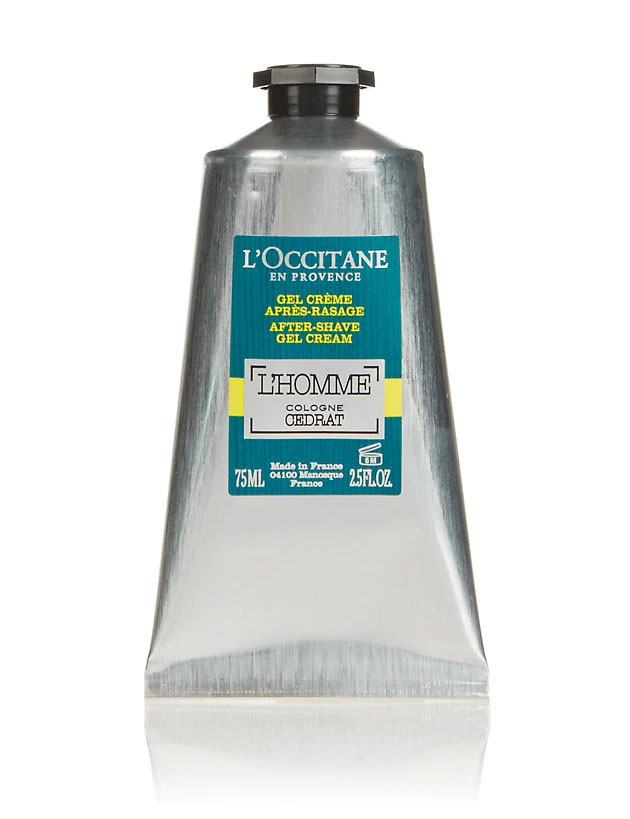 L'OCCITANE
EN PROVENCE
GEL CRÈME
APRÈS-RASAGE
AFTER-SHAVE
GEL CREAM
L'HOMME
COLOGNE
CEDRAT
6M
75ML
Made in France
04100 Manosque
France
2.5FL.OZ.